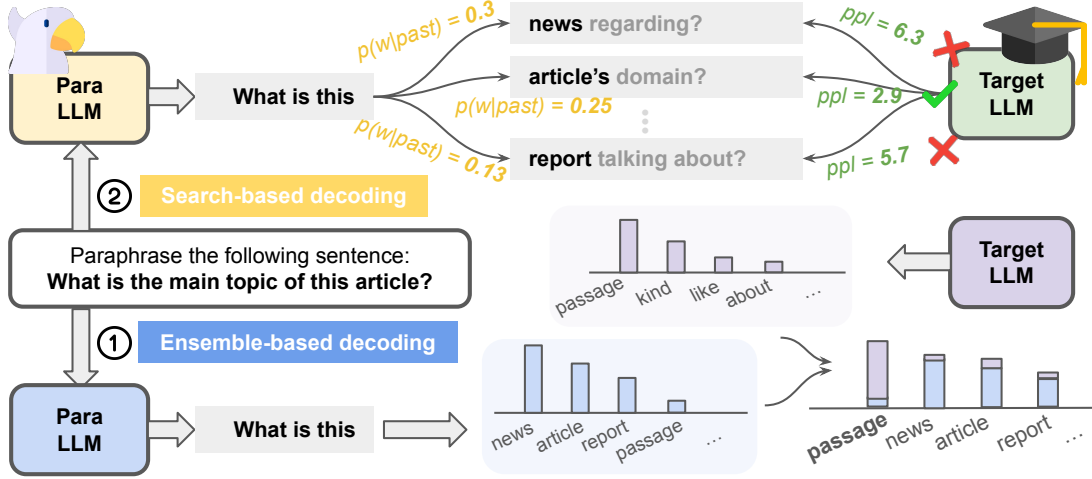 Para
LLM
What is this
p(w|past) = 0.3
p(w|past) = 0.25
p(w|past) = 0.13
news regarding?
article's domain?
⋮
report talking about?
ppl = 6.3
ppl = 2.9
ppl = 5.7
Target
LLM
2 Search-based decoding
Paraphrase the following sentence:
What is the main topic of this article?
passage
kind
like
about
...
Target
LLM
1 Ensemble-based decoding
Para
LLM
What is this
news
article
report
passage
...
passage
news
article
report
...